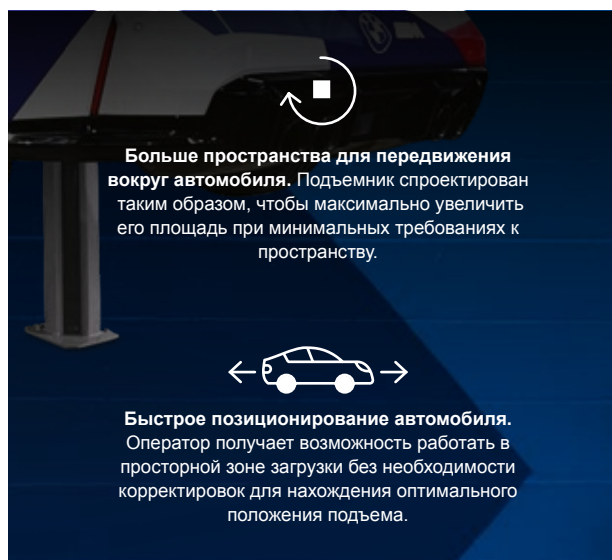 Больше пространства для передвижения
вокруг автомобиля. Подъемник спроектирован
таким образом, чтобы максимально увеличить
его площадь при минимальных требованиях к
пространству.
Быстрое позиционирование автомобиля.
Оператор получает возможность работать в
просторной зоне загрузки без необходимости
корректировок для нахождения оптимального
положения подъема.